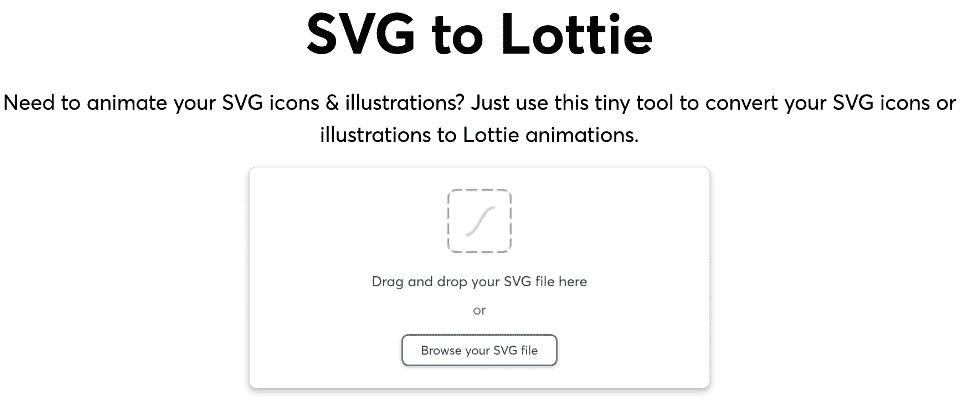 SVG to Lottie
Need to animate your SVG icons & illustrations? Just use this tiny tool to convert your SVG icons or
illustrations to Lottie animations.
Drag and drop your SVG file here
or
Browse your SVG file